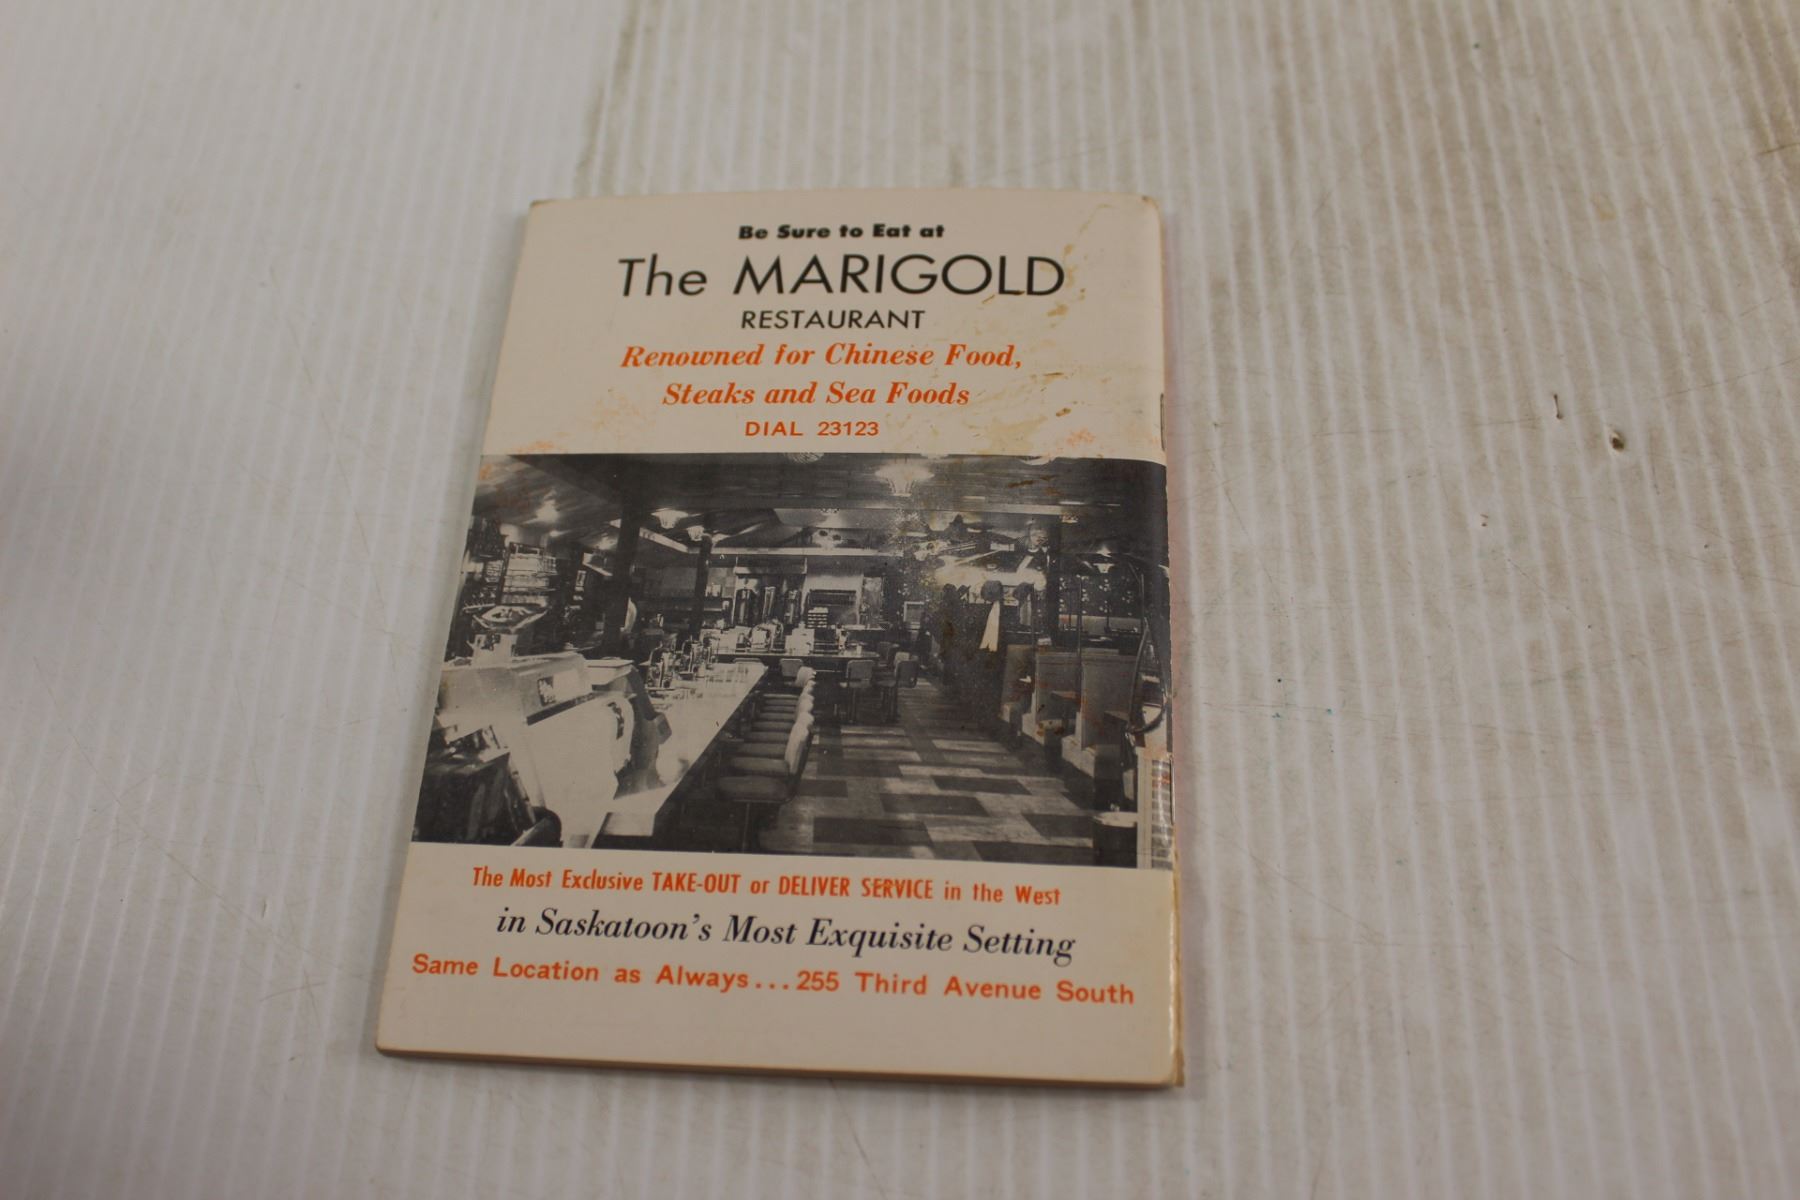 Be Sure to Eat at
The MARIGOLD
RESTAURANT
Renowned for Chinese Food,
Steaks and Sea Foods
DIAL 23123
The Most Exclusive TAKE-OUT or DELIVER SERVICE in the West
in Saskatoon's Most Exquisite Setting
Same Location as Always...255 Third Avenue South